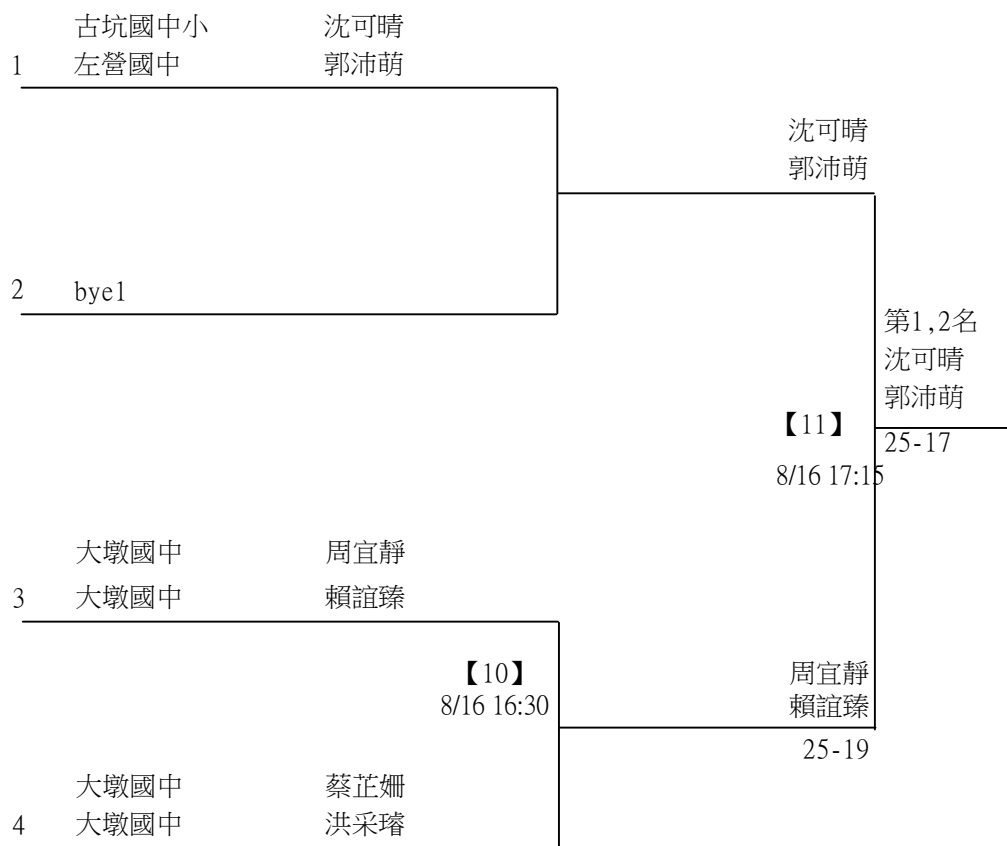 古坑國中小 沈可晴
1 左營國中 郭沛萌
沈可晴
郭沛萌
2 bye1
第1,2名
沈可晴
郭沛萌
【11】
25-17
8/16 17:15
大墩國中 周宜靜
3 大墩國中 賴誼臻
【10】
8/16 16:30
周宜靜
賴誼臻
25-19
大墩國中 蔡芷姍
4 大墩國中 洪采璿